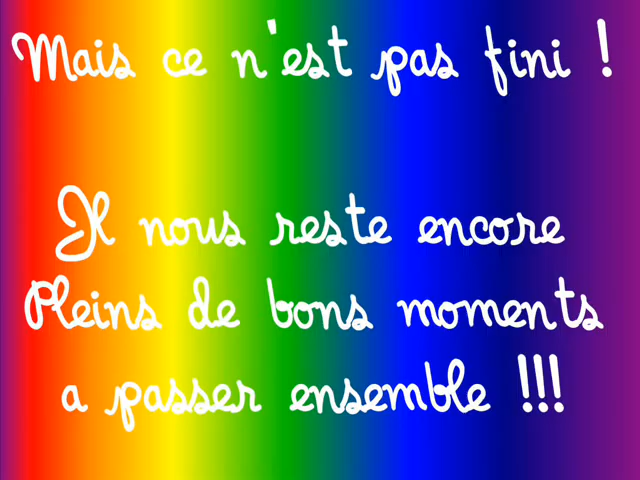 Mais ce n'est pas fini !
Il nous reste encore
Pleins de bons moments
a passer ensemble !!!